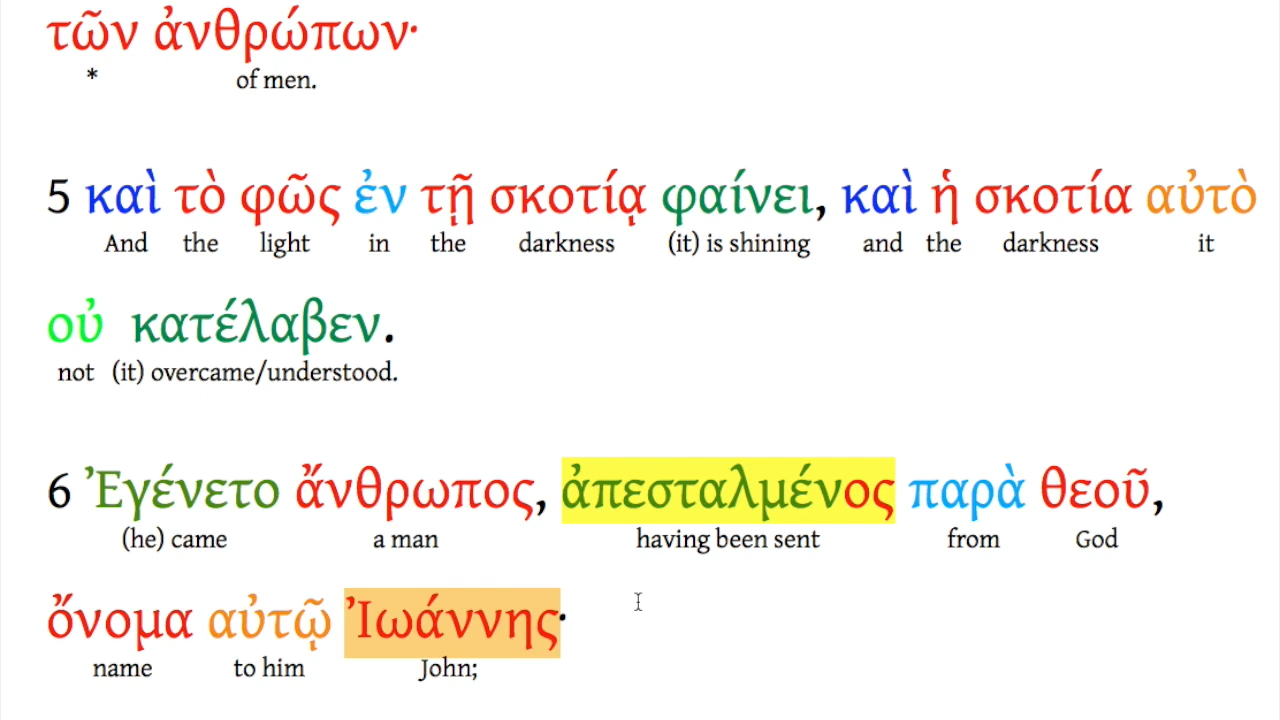 τῶν ἀνθρώπων·
* of men.
5 καὶ τὸ φῶς ἐν τῇ σκοτίᾳ φαίνει, καὶ ἡ σκοτία αὐτὸ
And the light in the darkness (it) is shining and the darkness it
οὐ κατέλαβεν.
not (it) overcame/understood.
6 Ἐγένετο ἄνθρωπος, ἀπεσταλμένος παρὰ θεοῦ,
(he) came a man having been sent from God
ὄνομα αὐτῷ Ἰωάννης·
name to him John;